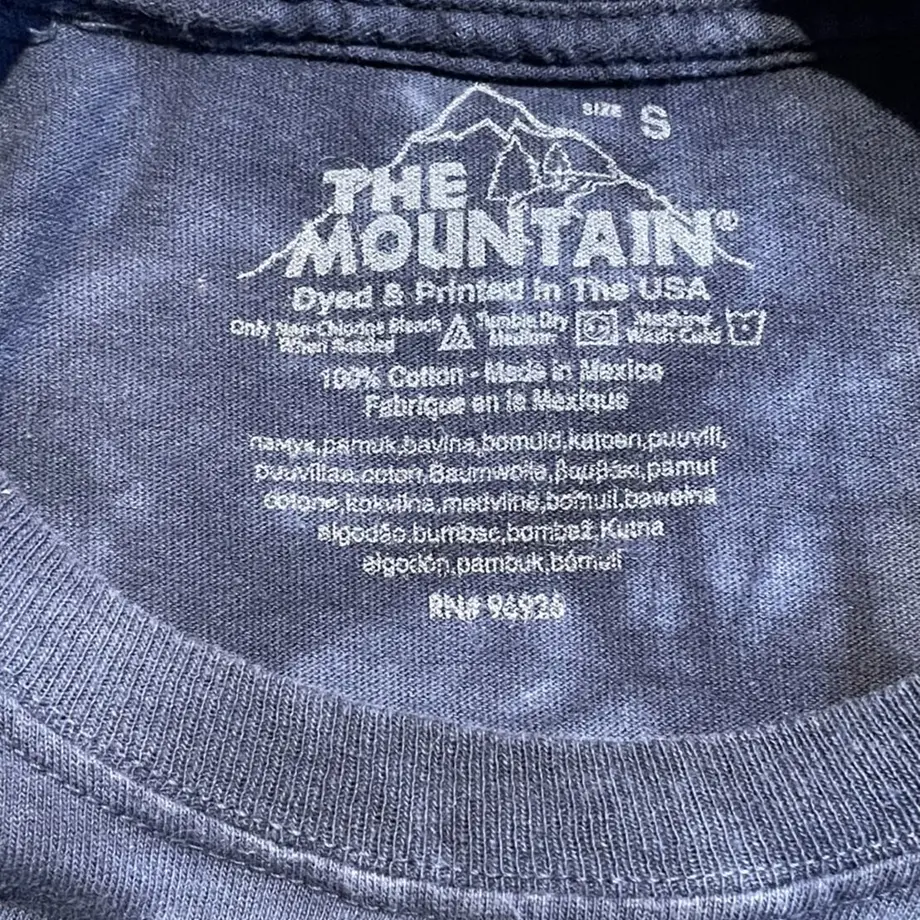 SIZE S
THE
MOUNTAIN®
Dyed & Printed in The USA
Only Non-Chlorine Bleach Tumble Dry Machine
When Needed Medium Wash Cold
100% Cotton - Made in Mexico
Fabriqué en le Mexique
памук,pamuk,bavlna,bomuld,katoen,puuvill,
puuvillaa,coton,Baumwolle,βαμβάκι,pamut
cotone,kokvilna,medvilnė,bomull,bawełna
algodão,bumbac,bombaž,Kutna
algodón,pambuk,bómull
RN# 96926